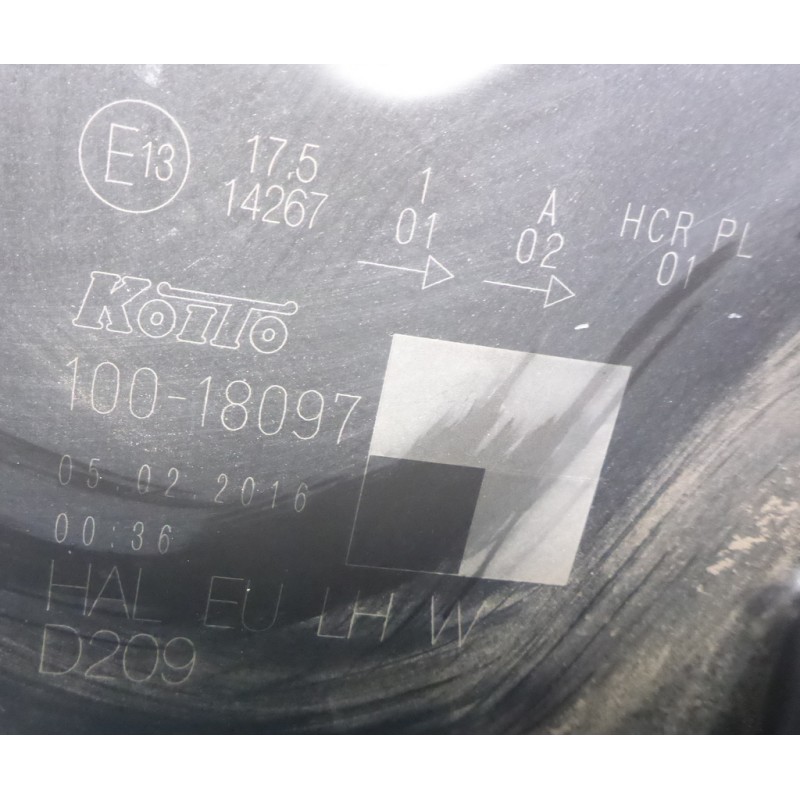 E13 17.5 1 A HCR PL
14267 01 02 01
KOITO
100-18097
05.02.2016
00:36
HAL EU LH W
D209